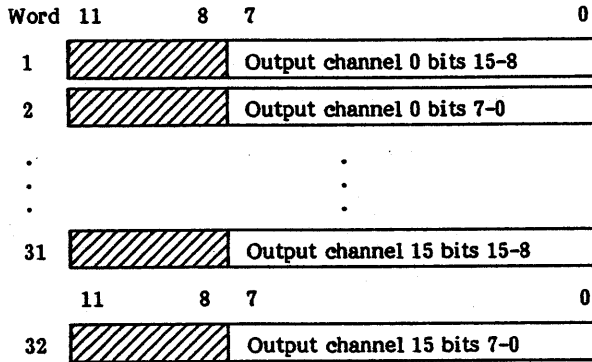 Word 11 8 7 0
1 Output channel 0 bits 15-8
2 Output channel 0 bits 7-0
31 Output channel 15 bits 15-8
11 8 7 0
32 Output channel 15 bits 7-0